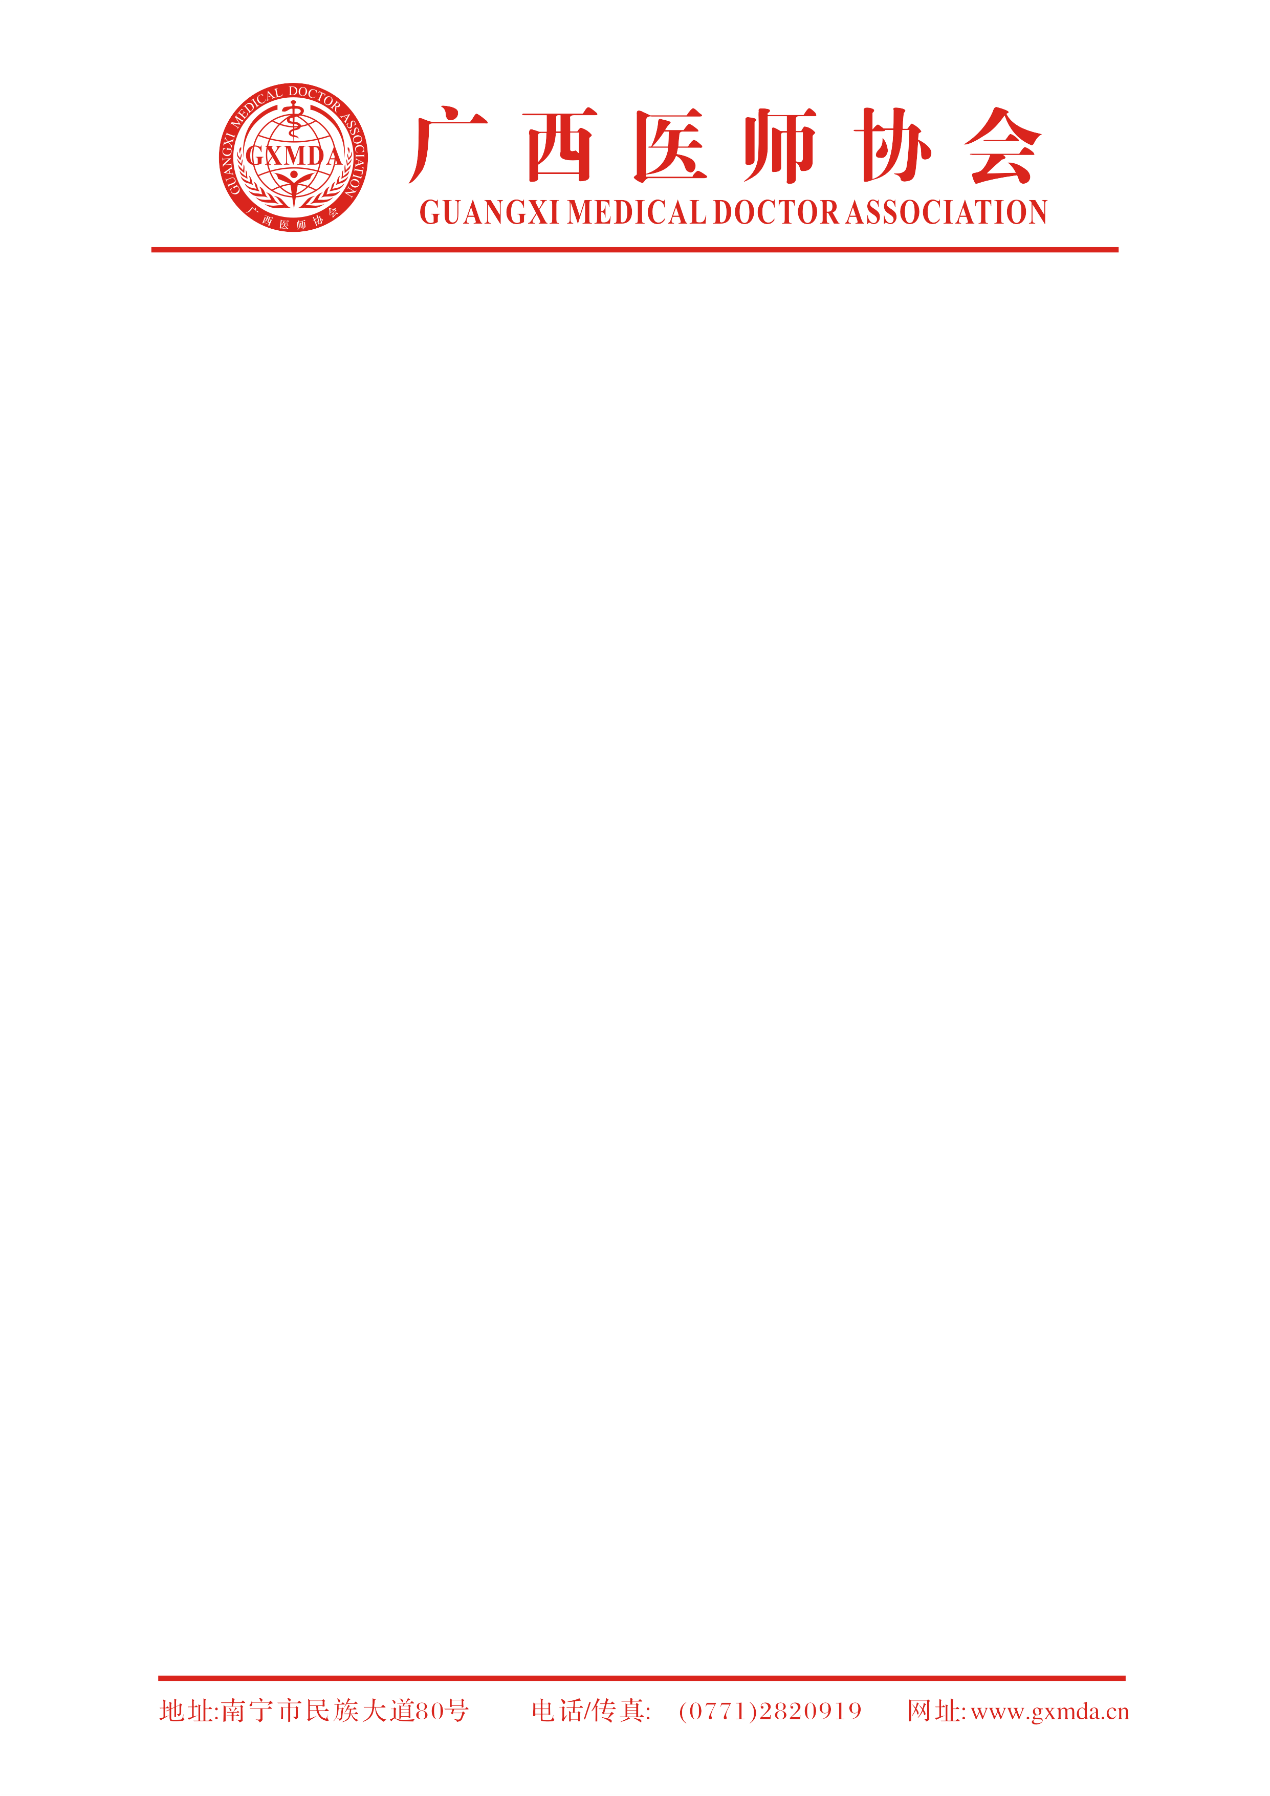 GUANGXI MEDICAL DOCTOR ASSOCIATION
GXMDA
广西医师协会
广西医师协会
GUANGXI MEDICAL DOCTOR ASSOCIATION
地址:南宁市民族大道80号 电话/传真: (0771)2820919 网址: www.gxmda.cn